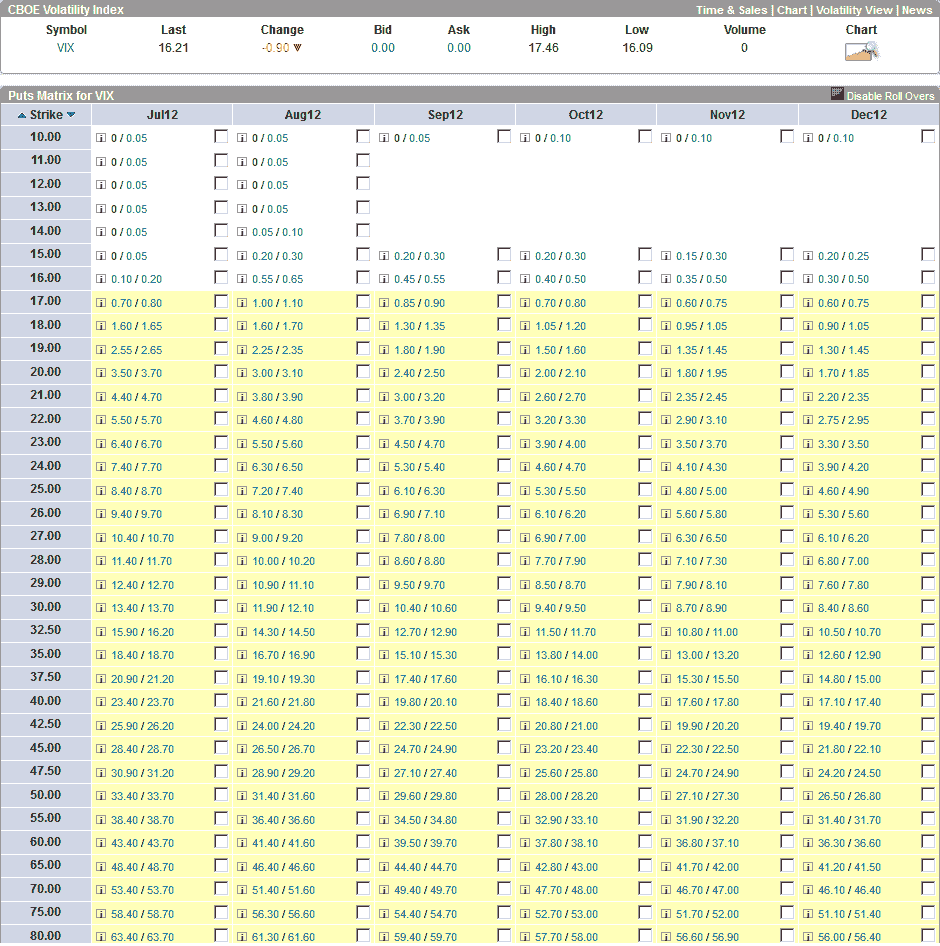 CBOE Volatility Index Time & Sales | Chart | Volatility View | News
Symbol Last Change Bid Ask High Low Volume Chart
VIX 16.21 -0.90 0.00 0.00 17.46 16.09 0
Puts Matrix for VIX Disable Roll Overs
Strike Jul12 Aug12 Sep12 Oct12 Nov12 Dec12
10.00 0 / 0.05 0 / 0.05 0 / 0.05 0 / 0.10 0 / 0.10 0 / 0.10
11.00 0 / 0.05 0 / 0.05
12.00 0 / 0.05 0 / 0.05
13.00 0 / 0.05 0 / 0.05
14.00 0 / 0.05 0.05 / 0.10
15.00 0 / 0.05 0.20 / 0.30 0.20 / 0.30 0.20 / 0.30 0.15 / 0.30 0.20 / 0.25
16.00 0.10 / 0.20 0.55 / 0.65 0.45 / 0.55 0.40 / 0.50 0.35 / 0.50 0.30 / 0.50
17.00 0.70 / 0.80 1.00 / 1.10 0.85 / 0.90 0.70 / 0.80 0.60 / 0.75 0.60 / 0.75
18.00 1.60 / 1.65 1.60 / 1.70 1.30 / 1.35 1.05 / 1.20 0.95 / 1.05 0.90 / 1.05
19.00 2.55 / 2.65 2.25 / 2.35 1.80 / 1.90 1.50 / 1.60 1.35 / 1.45 1.30 / 1.45
20.00 3.50 / 3.70 3.00 / 3.10 2.40 / 2.50 2.00 / 2.10 1.80 / 1.95 1.70 / 1.85
21.00 4.40 / 4.70 3.80 / 3.90 3.00 / 3.20 2.60 / 2.70 2.35 / 2.45 2.20 / 2.35
22.00 5.50 / 5.70 4.60 / 4.80 3.70 / 3.90 3.20 / 3.30 2.90 / 3.10 2.75 / 2.95
23.00 6.40 / 6.70 5.50 / 5.60 4.50 / 4.70 3.90 / 4.00 3.50 / 3.70 3.30 / 3.50
24.00 7.40 / 7.70 6.30 / 6.50 5.30 / 5.40 4.60 / 4.70 4.10 / 4.30 3.90 / 4.20
25.00 8.40 / 8.70 7.20 / 7.40 6.10 / 6.30 5.30 / 5.50 4.80 / 5.00 4.60 / 4.90
26.00 9.40 / 9.70 8.10 / 8.30 6.90 / 7.10 6.10 / 6.20 5.60 / 5.80 5.30 / 5.60
27.00 10.40 / 10.70 9.00 / 9.20 7.80 / 8.00 6.90 / 7.00 6.30 / 6.50 6.10 / 6.20
28.00 11.40 / 11.70 10.00 / 10.20 8.60 / 8.80 7.70 / 7.90 7.10 / 7.30 6.80 / 7.00
29.00 12.40 / 12.70 10.90 / 11.10 9.50 / 9.70 8.50 / 8.70 7.90 / 8.10 7.60 / 7.80
30.00 13.40 / 13.70 11.90 / 12.10 10.40 / 10.60 9.40 / 9.50 8.70 / 8.90 8.40 / 8.60
32.50 15.90 / 16.20 14.30 / 14.50 12.70 / 12.90 11.50 / 11.70 10.80 / 11.00 10.50 / 10.70
35.00 18.40 / 18.70 16.70 / 16.90 15.10 / 15.30 13.80 / 14.00 13.00 / 13.20 12.60 / 12.90
37.50 20.90 / 21.20 19.10 / 19.30 17.40 / 17.60 16.10 / 16.30 15.30 / 15.50 14.80 / 15.00
40.00 23.40 / 23.70 21.60 / 21.80 19.80 / 20.10 18.40 / 18.60 17.60 / 17.80 17.10 / 17.40
42.50 25.90 / 26.20 24.00 / 24.20 22.30 / 22.50 20.80 / 21.00 19.90 / 20.20 19.40 / 19.70
45.00 28.40 / 28.70 26.50 / 26.70 24.70 / 24.90 23.20 / 23.40 22.30 / 22.50 21.80 / 22.10
47.50 30.90 / 31.20 28.90 / 29.20 27.10 / 27.40 25.60 / 25.80 24.70 / 24.90 24.20 / 24.50
50.00 33.40 / 33.70 31.40 / 31.60 29.60 / 29.80 28.00 / 28.20 27.10 / 27.30 26.50 / 26.80
55.00 38.40 / 38.70 36.40 / 36.60 34.50 / 34.80 32.90 / 33.10 31.90 / 32.20 31.40 / 31.70
60.00 43.40 / 43.70 41.40 / 41.60 39.50 / 39.70 37.80 / 38.10 36.80 / 37.10 36.30 / 36.60
65.00 48.40 / 48.70 46.40 / 46.60 44.40 / 44.70 42.80 / 43.00 41.70 / 42.00 41.20 / 41.50
70.00 53.40 / 53.70 51.40 / 51.60 49.40 / 49.70 47.70 / 48.00 46.70 / 47.00 46.10 / 46.40
75.00 58.40 / 58.70 56.30 / 56.60 54.40 / 54.70 52.70 / 53.00 51.70 / 52.00 51.10 / 51.40
80.00 63.40 / 63.70 61.30 / 61.60 59.40 / 59.70 57.70 / 58.00 56.60 / 56.90 56.00 / 56.40